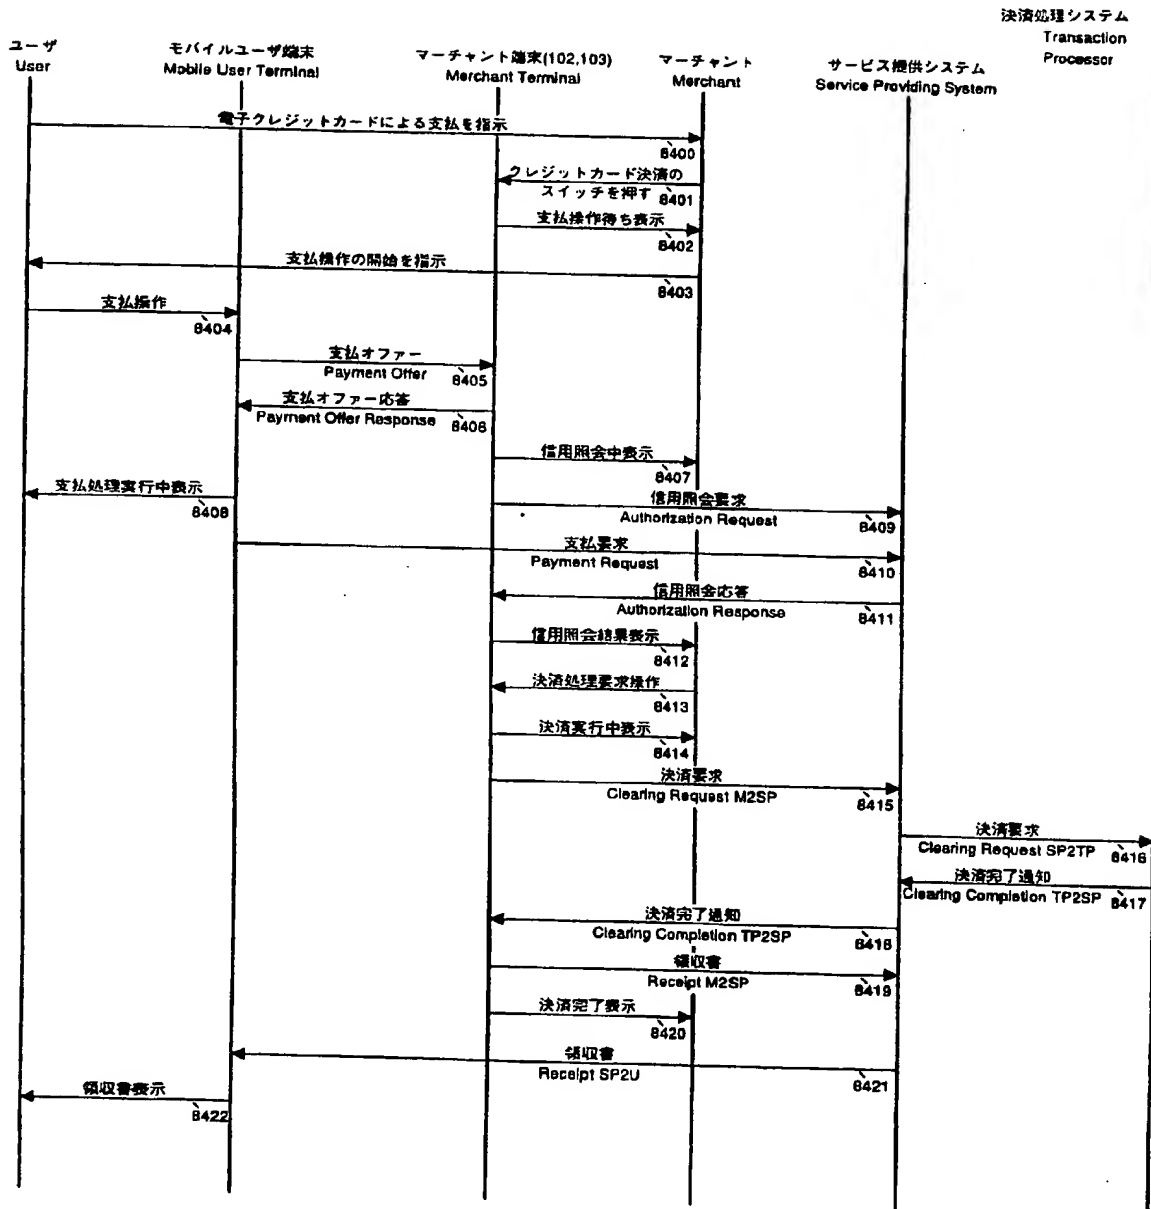 決済処理システム
Transaction
Processor
ユーザ
User
モバイルユーザ端末
Mobile User Terminal
マーチャント端末(102,103)
Merchant Terminal
マーチャント
Merchant
サービス提供システム
Service Providing System
電子クレジットカードによる支払を指示
8400
クレジットカード決済の
スイッチを押す
8401
支払操作待ち表示
8402
支払操作の開始を指示
8403
支払操作
8404
支払オファー
Payment Offer
8405
支払オファー応答
Payment Offer Response
8406
信用照会中表示
8407
支払処理実行中表示
8408
信用照会要求
Authorization Request
8409
支払要求
Payment Request
8410
信用照会応答
Authorization Response
8411
信用照会結果表示
8412
決済処理要求操作
8413
決済実行中表示
8414
決済要求
Clearing Request M2SP
8415
決済要求
Clearing Request SP2TP
8416
決済完了通知
Clearing Completion TP2SP
8417
決済完了通知
Clearing Completion TP2SP
8418
領収書
Receipt M2SP
8419
決済完了表示
8420
領収書
Receipt SP2U
8421
領収書表示
8422